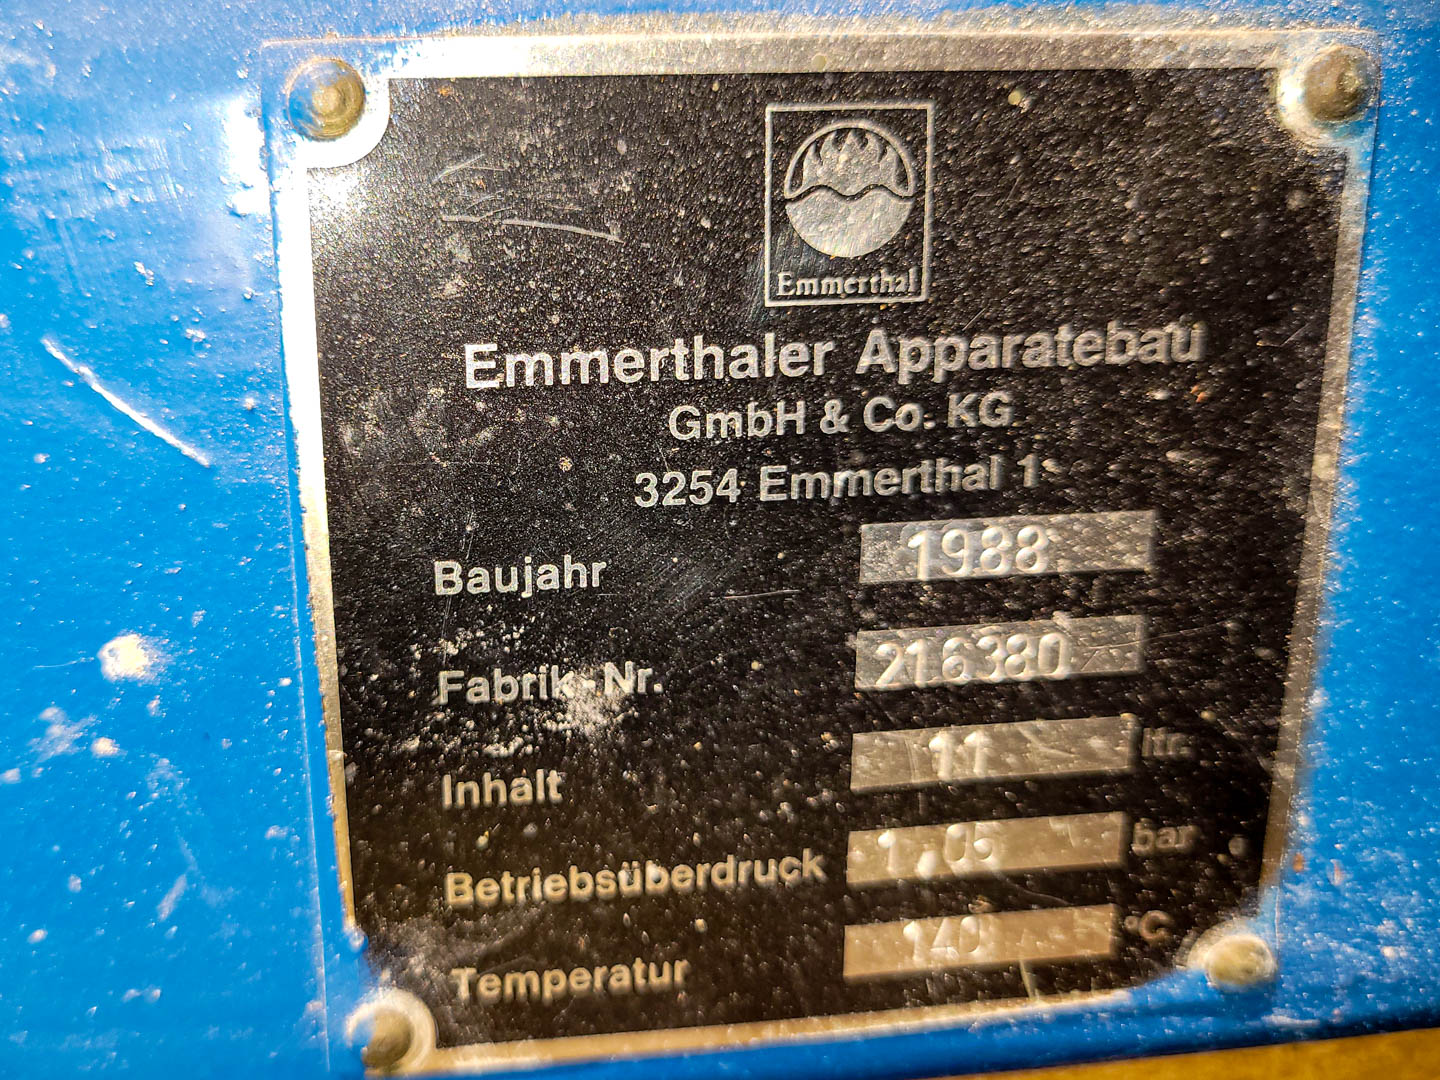 Emmerthal
Emmerthaler Apparatebau
GmbH & Co. KG
3254 Emmerthal 1
Baujahr 1988
Fabrik-Nr. 216380
Inhalt 11 ltr.
Betriebsüberdruck 1,05 bar
Temperatur 140 °C